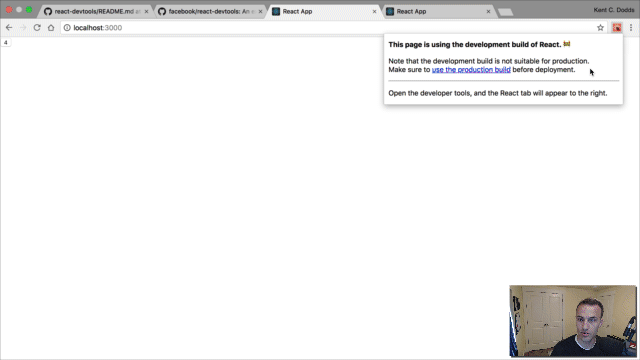 react-devtools/README.md at
facebook/react-devtools: An e
React App
React App
Kent C. Dodds
localhost:3000
4
This page is using the development build of React. 🚧
Note that the development build is not suitable for production.
Make sure to use the production build before deployment.
Open the developer tools, and the React tab will appear to the right.